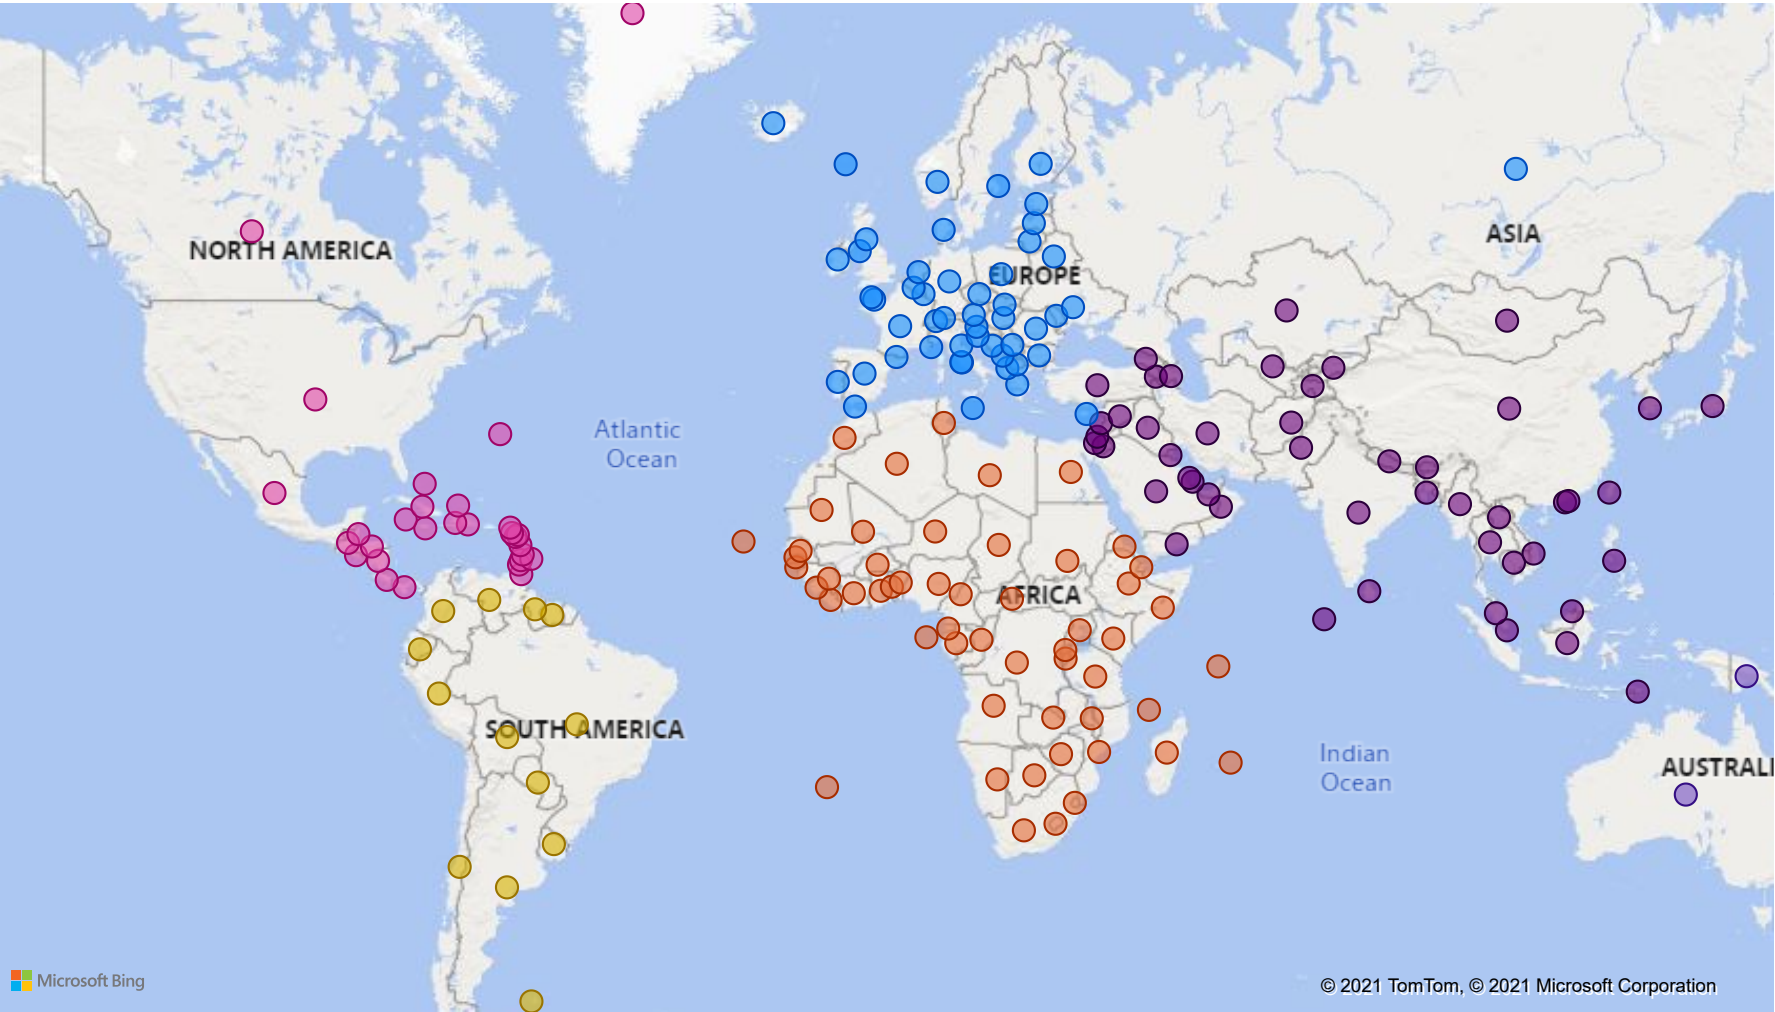 NORTH AMERICA
ASIA
EUROPE
Atlantic
Ocean
AFRICA
SOUTH AMERICA
Indian
Ocean
AUSTRALI
Microsoft Bing
© 2021 TomTom, © 2021 Microsoft Corporation